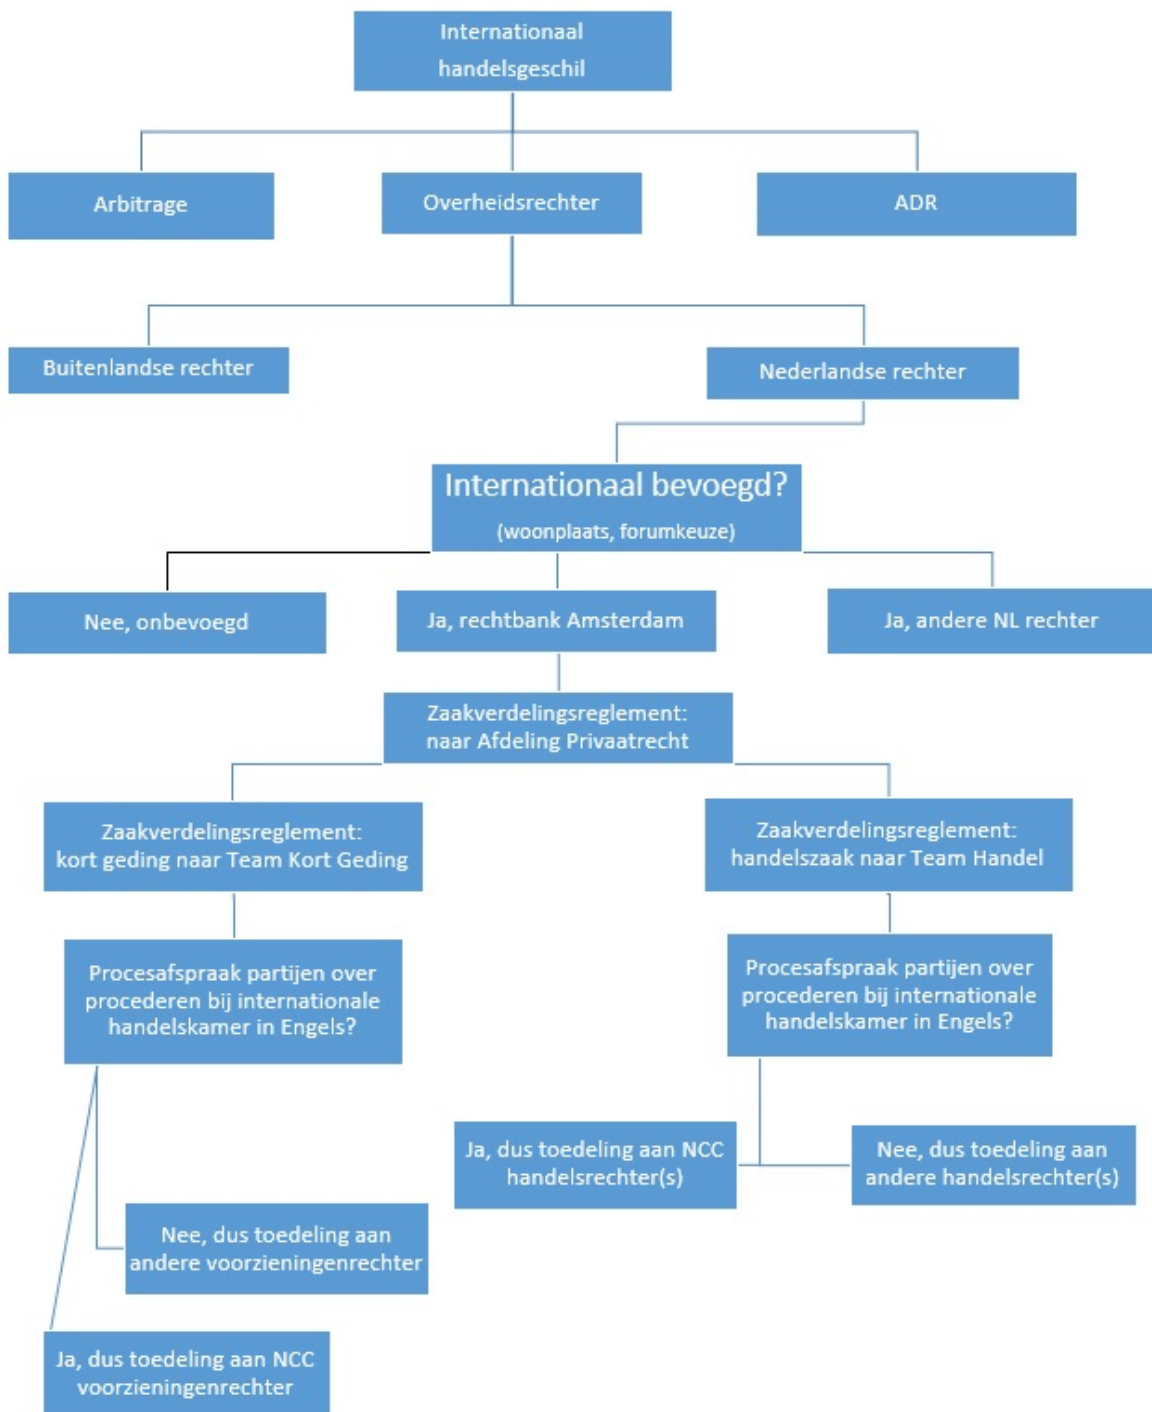 Internationaal
handelsgeschil
Arbitrage
Overheidsrechter
ADR
Buitenlandse rechter
Nederlandse rechter
Internationaal bevoegd?
(woonplaats, forumkeuze)
Nee, onbevoegd
Ja, rechtbank Amsterdam
Ja, andere NL rechter
Zaakverdelingsreglement:
naar Afdeling Privaatrecht
Zaakverdelingsreglement:
kort geding naar Team Kort Geding
Zaakverdelingsreglement:
handelszaak naar Team Handel
Procesafspraak partijen over
procederen bij internationale
handelskamer in Engels?
Procesafspraak partijen over
procederen bij internationale
handelskamer in Engels?
Ja, dus toedeling aan NCC
handelsrechter(s)
Nee, dus toedeling aan
andere handelsrechter(s)
Nee, dus toedeling aan
andere voorzieningenrechter
Ja, dus toedeling aan NCC
voorzieningenrechter